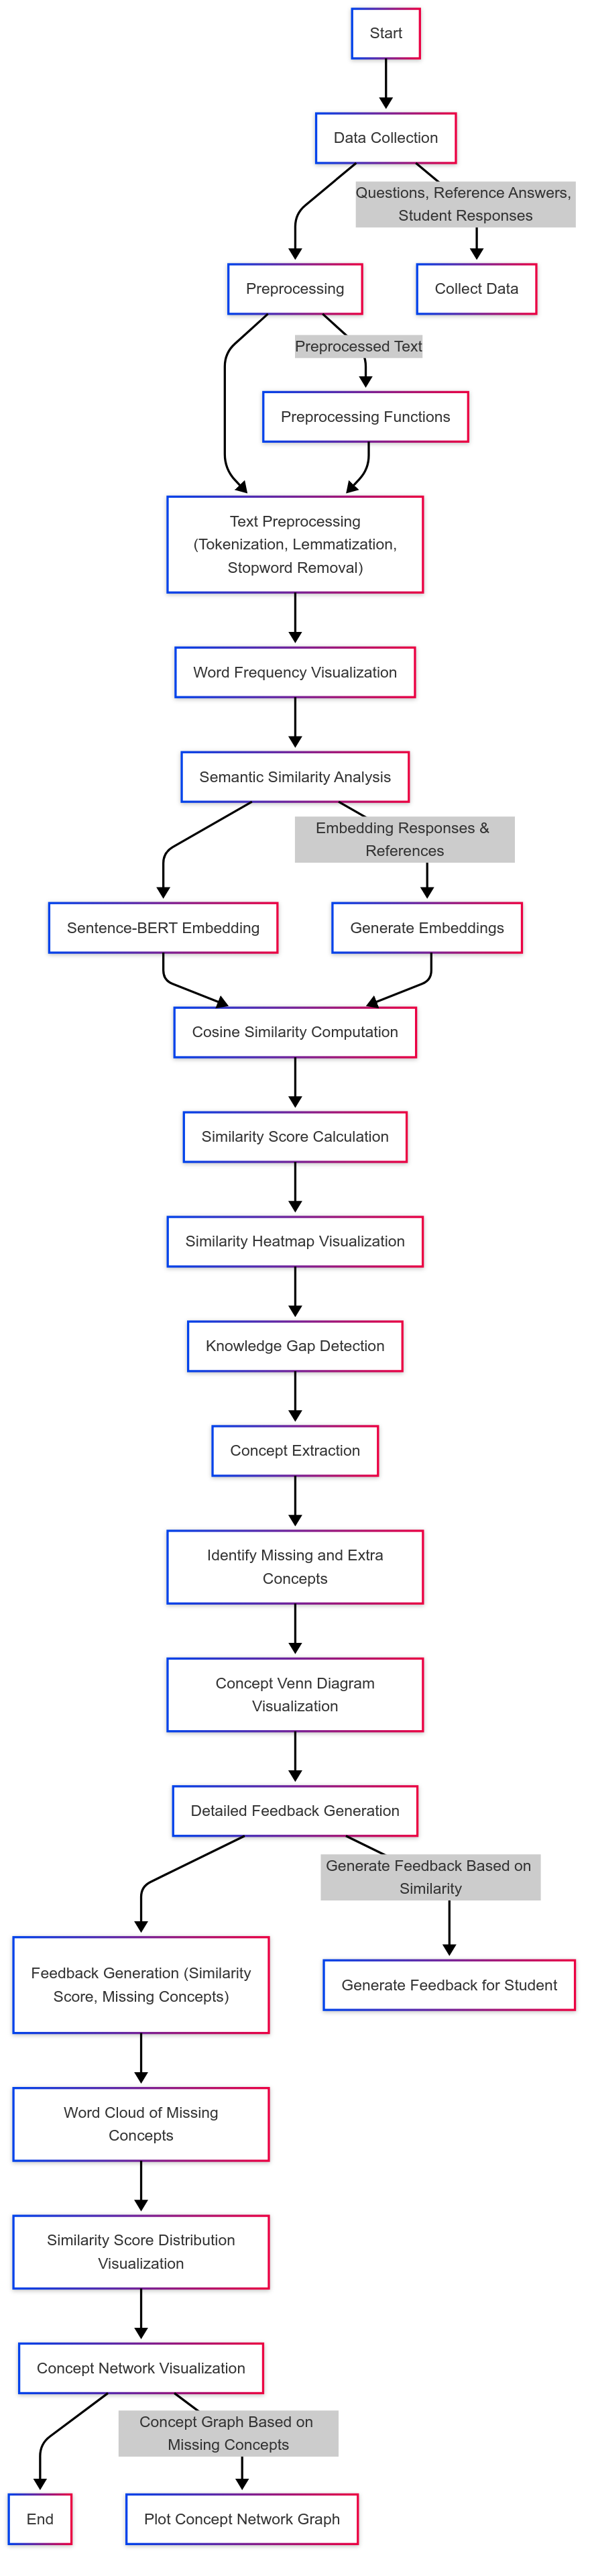 Start
Data Collection
Questions, Reference Answers,
Student Responses
Preprocessing
Collect Data
Preprocessed Text
Preprocessing Functions
Text Preprocessing
(Tokenization, Lemmatization,
Stopword Removal)
Word Frequency Visualization
Semantic Similarity Analysis
Embedding Responses &
References
Sentence-BERT Embedding
Generate Embeddings
Cosine Similarity Computation
Similarity Score Calculation
Similarity Heatmap Visualization
Knowledge Gap Detection
Concept Extraction
Identify Missing and Extra
Concepts
Concept Venn Diagram
Visualization
Detailed Feedback Generation
Generate Feedback Based on
Similarity
Feedback Generation (Similarity
Score, Missing Concepts)
Generate Feedback for Student
Word Cloud of Missing
Concepts
Similarity Score Distribution
Visualization
Concept Network Visualization
Concept Graph Based on
Missing Concepts
End
Plot Concept Network Graph